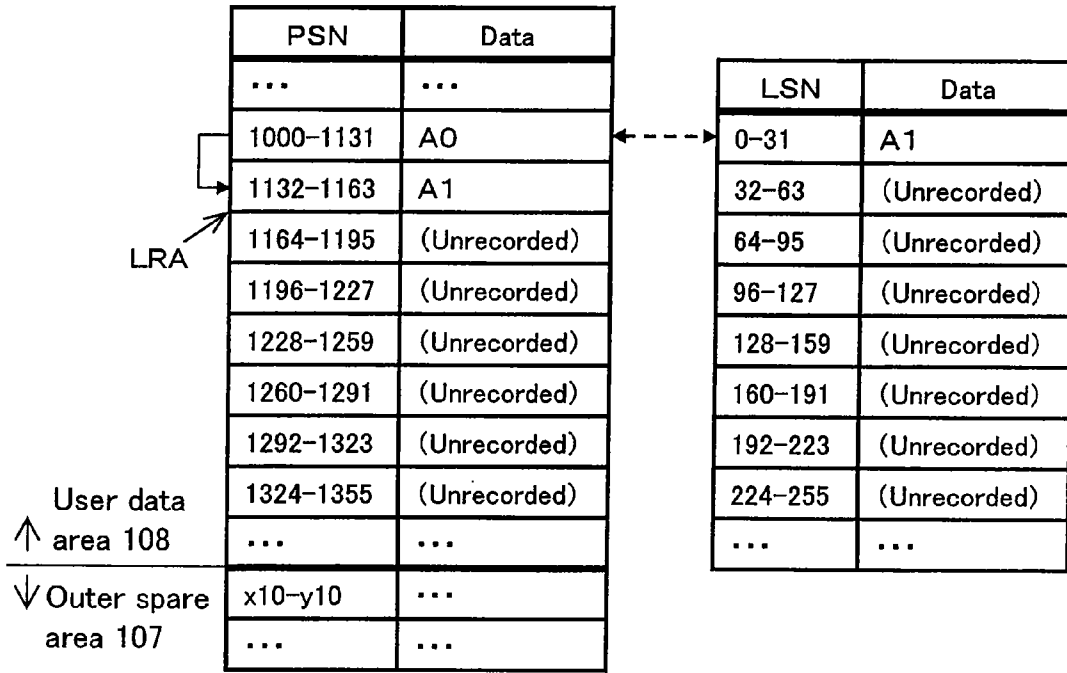 PSN Data
... ...
1000-1131 A0
1132-1163 A1
LRA
1164-1195 (Unrecorded)
1196-1227 (Unrecorded)
1228-1259 (Unrecorded)
1260-1291 (Unrecorded)
1292-1323 (Unrecorded)
1324-1355 (Unrecorded)
... ...
x10-y10 ...
... ...
User data
area 108
Outer spare
area 107
LSN Data
0-31 A1
32-63 (Unrecorded)
64-95 (Unrecorded)
96-127 (Unrecorded)
128-159 (Unrecorded)
160-191 (Unrecorded)
192-223 (Unrecorded)
224-255 (Unrecorded)
... ...